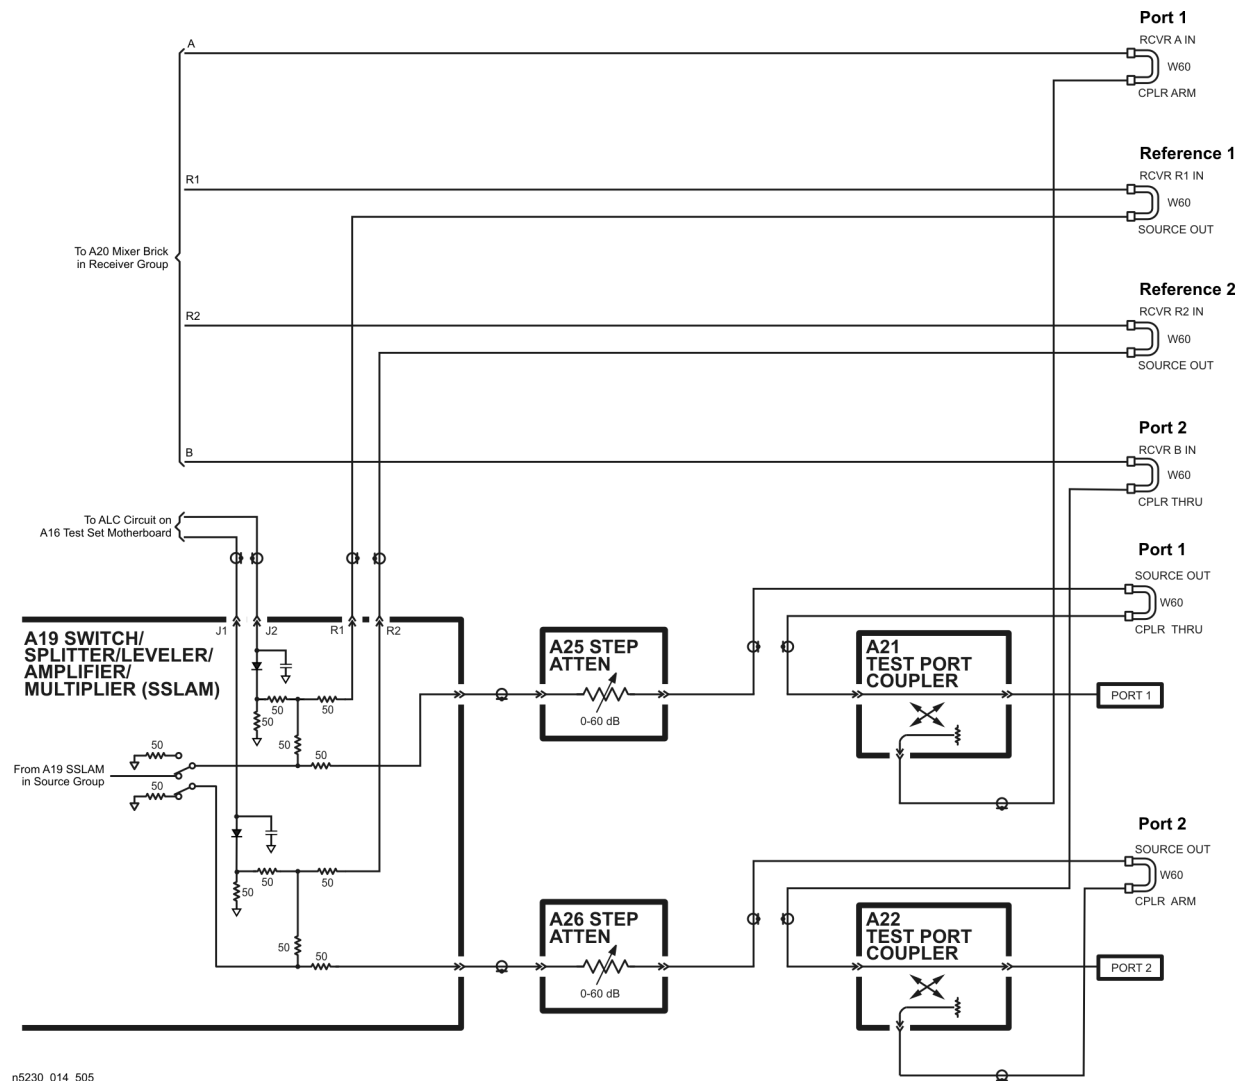 Port 1
A
RCVR A IN
W60
CPLR ARM
Reference 1
RCVR R1 IN
R1
W60
SOURCE OUT
To A20 Mixer Brick
in Receiver Group
Reference 2
RCVR R2 IN
R2
W60
SOURCE OUT
Port 2
RCVR B IN
B
W60
CPLR THRU
To ALC Circuit on
A16 Test Set Motherboard
Port 1
SOURCE OUT
W60
CPLR THRU
J1
J2
R1
R2
A19 SWITCH/
SPLITTER/LEVELER/
AMPLIFIER/
MULTIPLIER (SSLAM)
A25 STEP
ATTEN
0-60 dB
A21
TEST PORT
COUPLER
PORT 1
50
50
50
50
50
50
From A19 SSLAM
in Source Group
50
Port 2
SOURCE OUT
W60
CPLR ARM
50
50
50
50
50
A26 STEP
ATTEN
0-60 dB
A22
TEST PORT
COUPLER
PORT 2
n5230_014_505